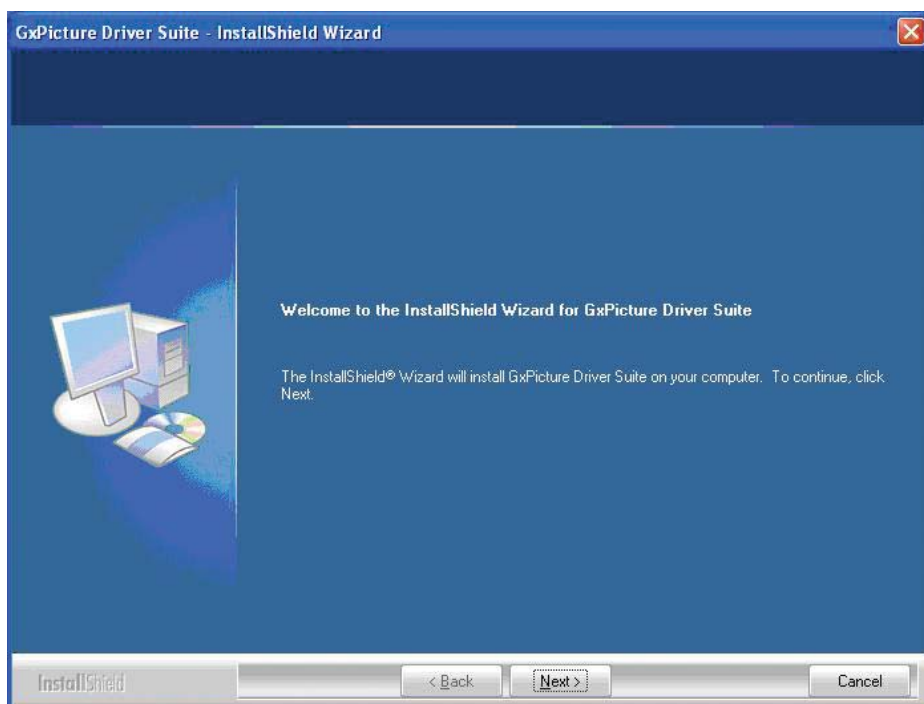 GxPicture Driver Suite - InstallShield Wizard
Welcome to the InstallShield Wizard for GxPicture Driver Suite
The InstallShield® Wizard will install GxPicture Driver Suite on your computer. To continue, click
Next.
InstallShield
< Back
Next >
Cancel